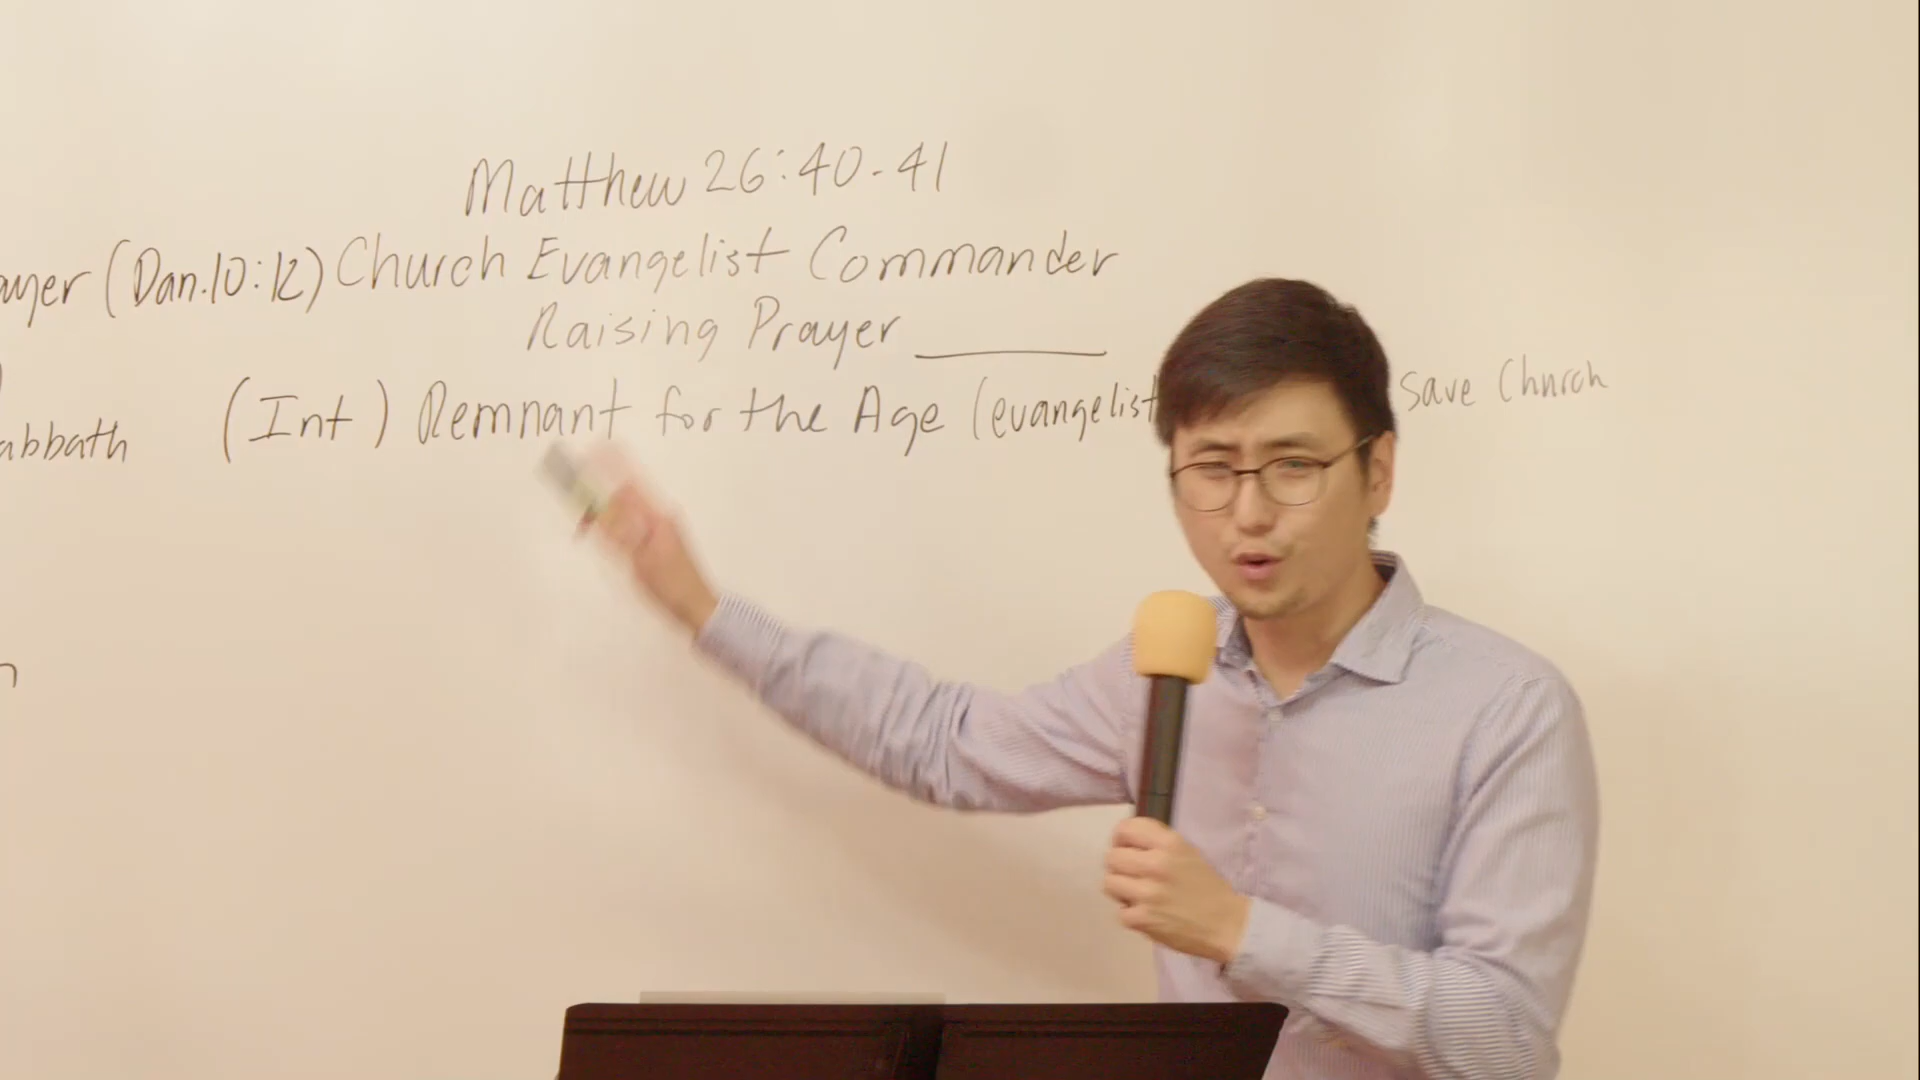 Matthew 26:40-41
ayer (Dan.10:12) Church Evangelist Commander
Raising Prayer
(Int) Remnant for the Age (evangelist save Church
abbath